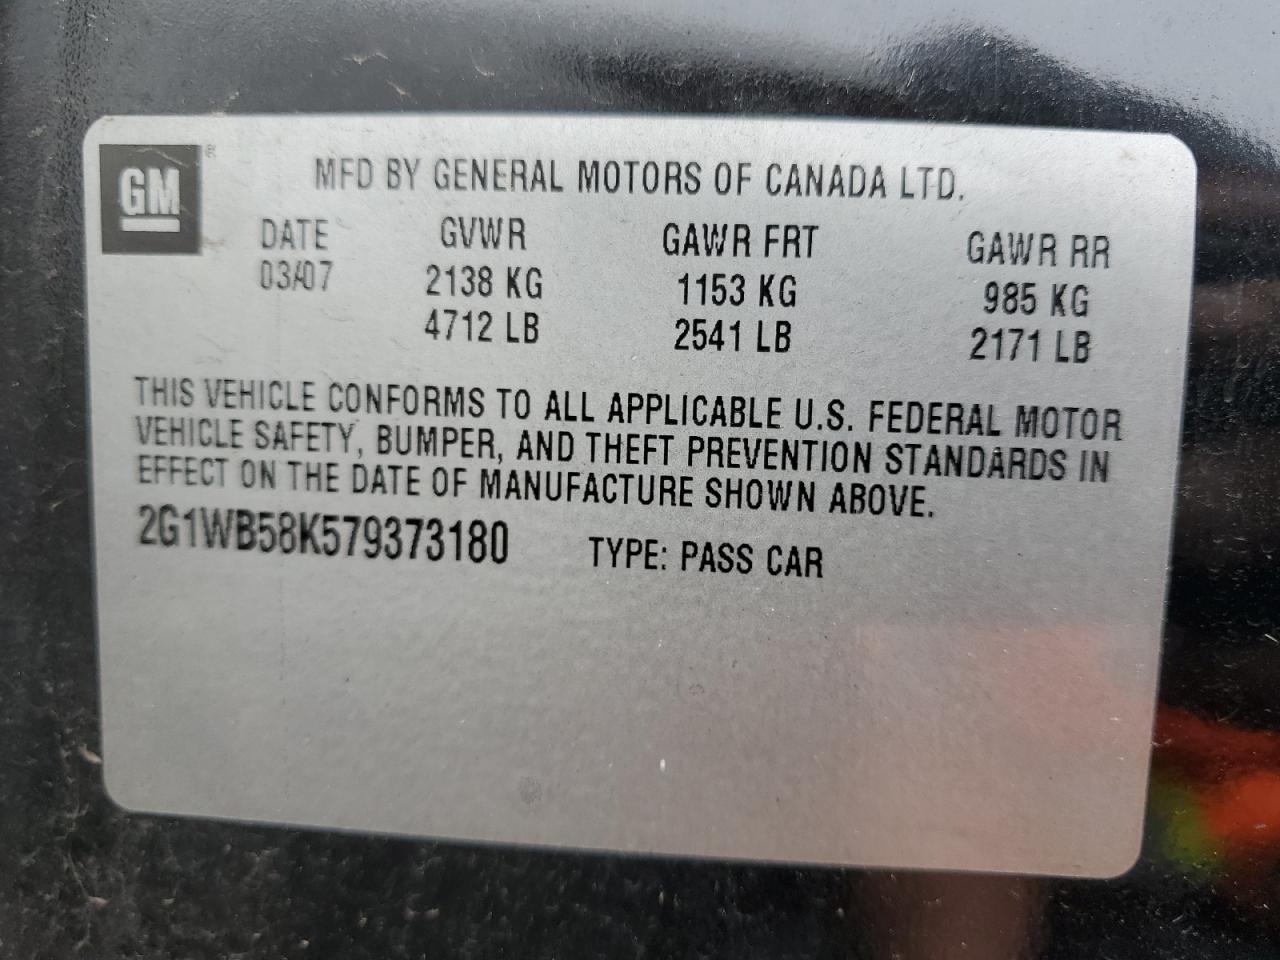 GM®
MFD BY GENERAL MOTORS OF CANADA LTD.
DATE GVWR GAWR FRT GAWR RR
03/07 2138 KG 1153 KG 985 KG
4712 LB 2541 LB 2171 LB
THIS VEHICLE CONFORMS TO ALL APPLICABLE U.S. FEDERAL MOTOR
VEHICLE SAFETY, BUMPER, AND THEFT PREVENTION STANDARDS IN
EFFECT ON THE DATE OF MANUFACTURE SHOWN ABOVE.
2G1WB58K579373180 TYPE: PASS CAR